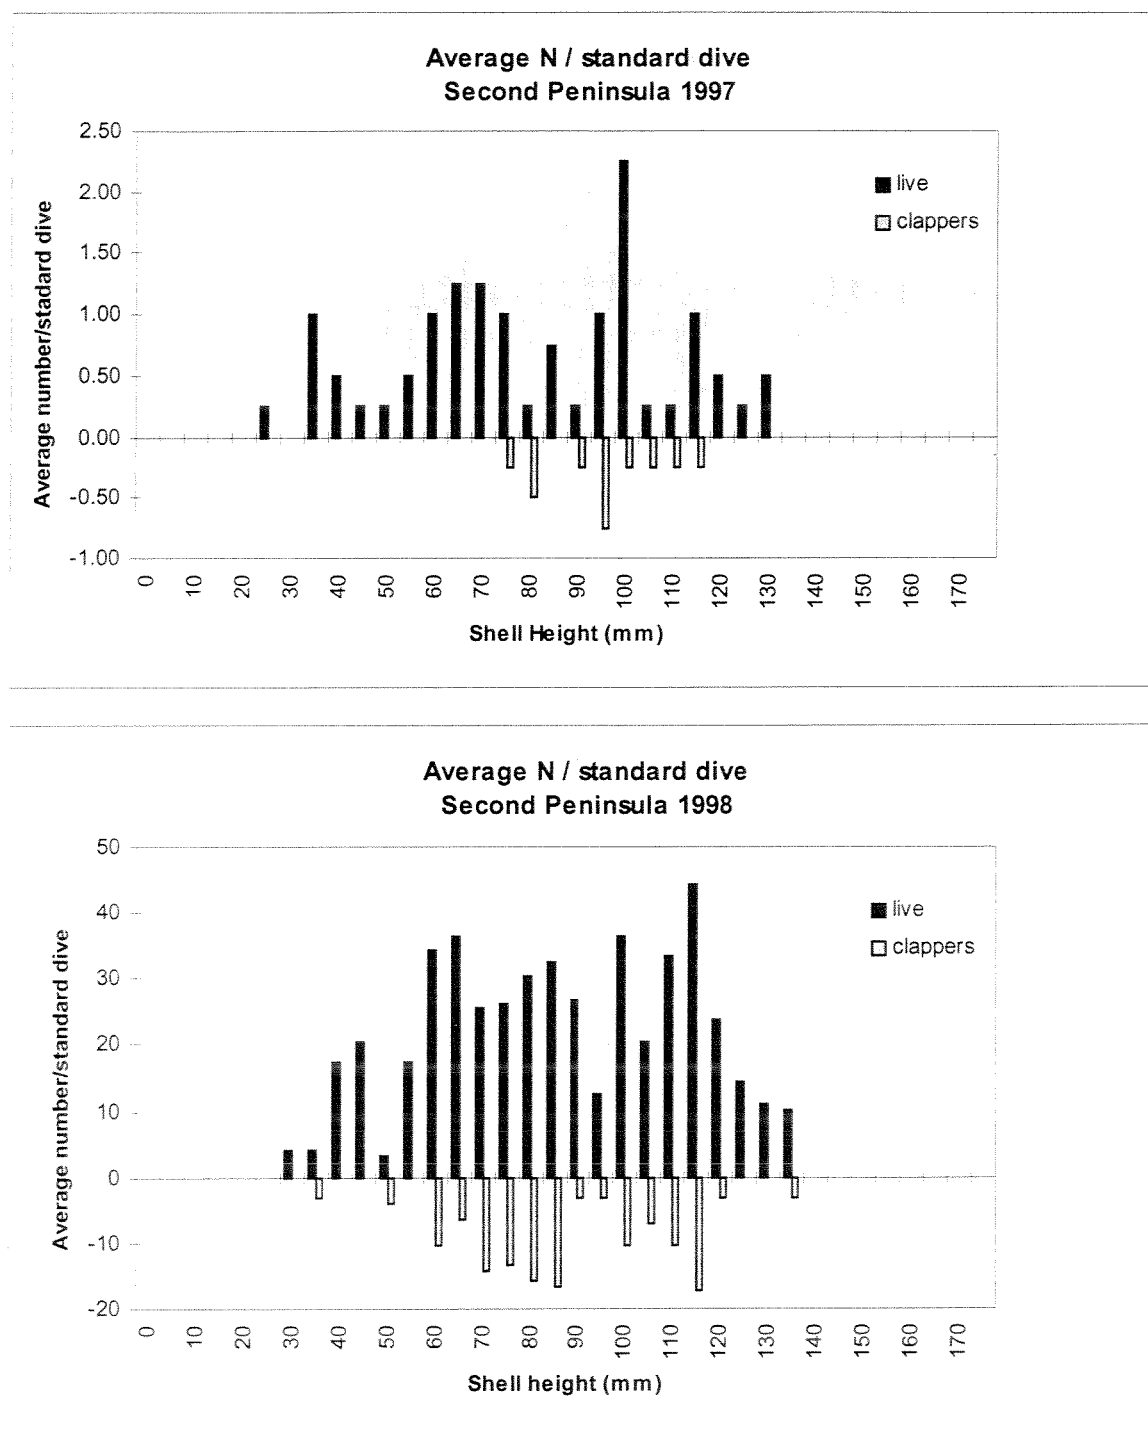 Average N / standard dive
Second Peninsula 1997
2.50
2.00
1.50
1.00
0.50
0.00
-0.50
-1.00
Average number/stadard dive
live
clappers
0 10 20 30 40 50 60 70 80 90 100 110 120 130 140 150 160 170
Shell Height (mm)
Average N / standard dive
Second Peninsula 1998
50
40
30
20
10
0
-10
-20
Average number/standard dive
live
clappers
0 10 20 30 40 50 60 70 80 90 100 110 120 130 140 150 160 170
Shell height (mm)